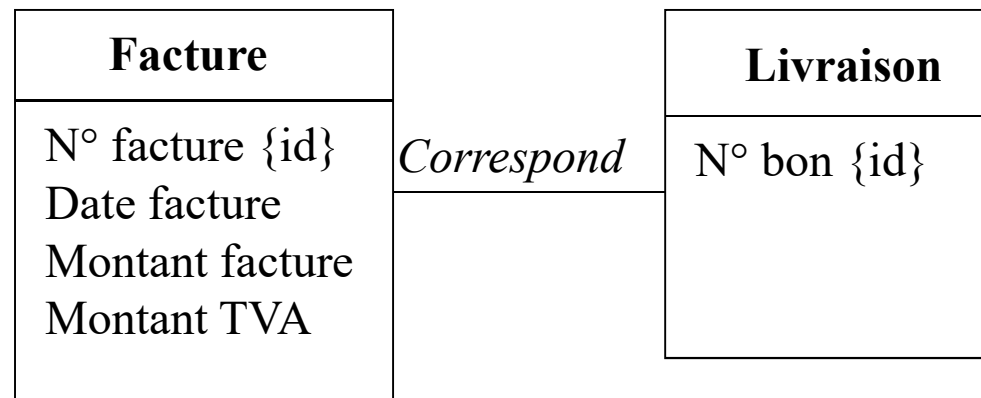 Facture
N° facture {id}
Date facture
Montant facture
Montant TVA
Correspond
Livraison
N° bon {id}